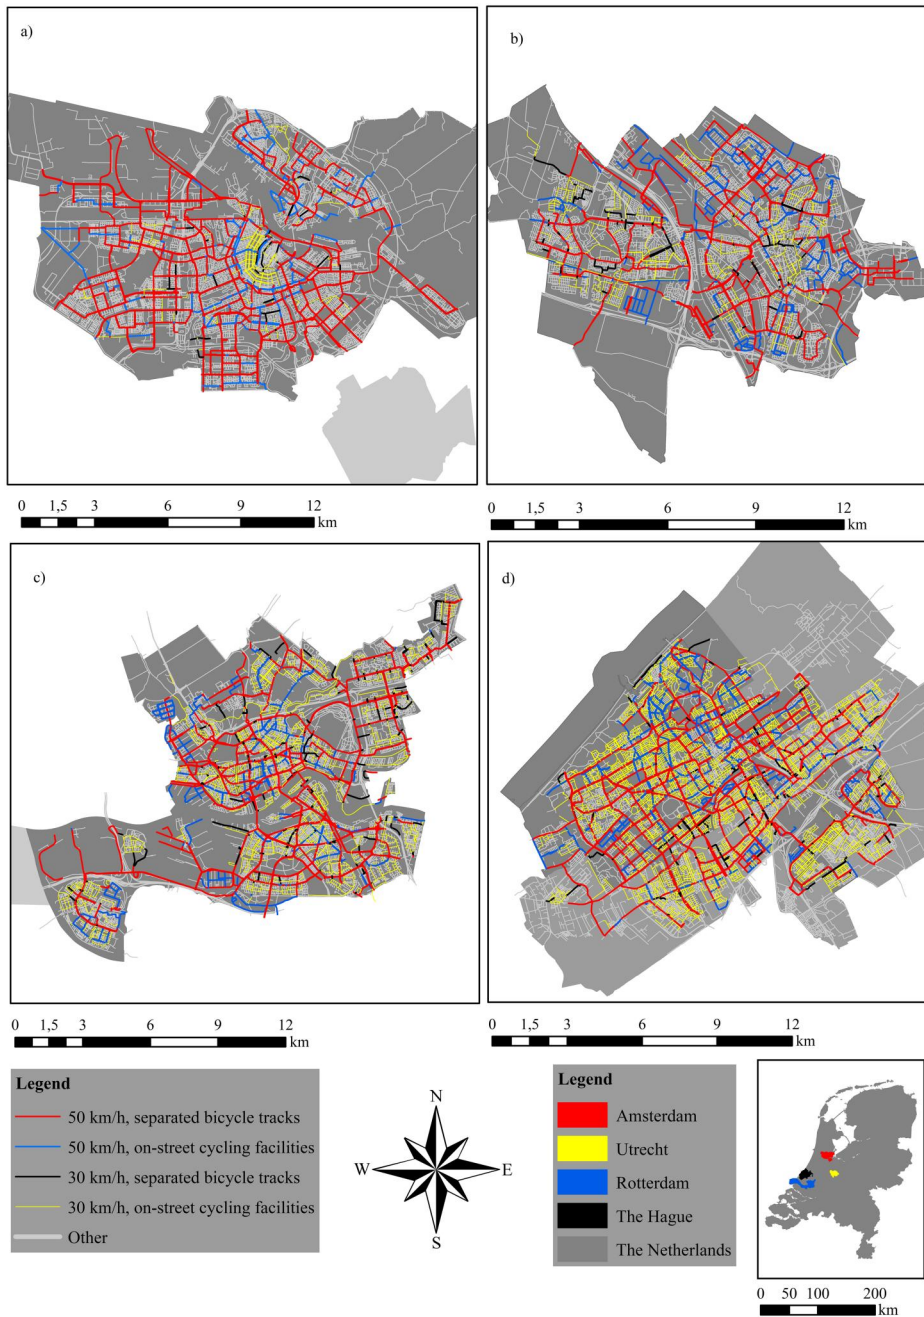 a)
b)
0 1,5 3 6 9 12
km
0 1,5 3 6 9 12
km
c)
d)
0 1,5 3 6 9 12
km
0 1,5 3 6 9 12
km
Legend
50 km/h, separated bicycle tracks
50 km/h, on-street cycling facilities
30 km/h, separated bicycle tracks
30 km/h, on-street cycling facilities
Other
N
W E
S
Legend
Amsterdam
Utrecht
Rotterdam
The Hague
The Netherlands
0 50 100 200
km